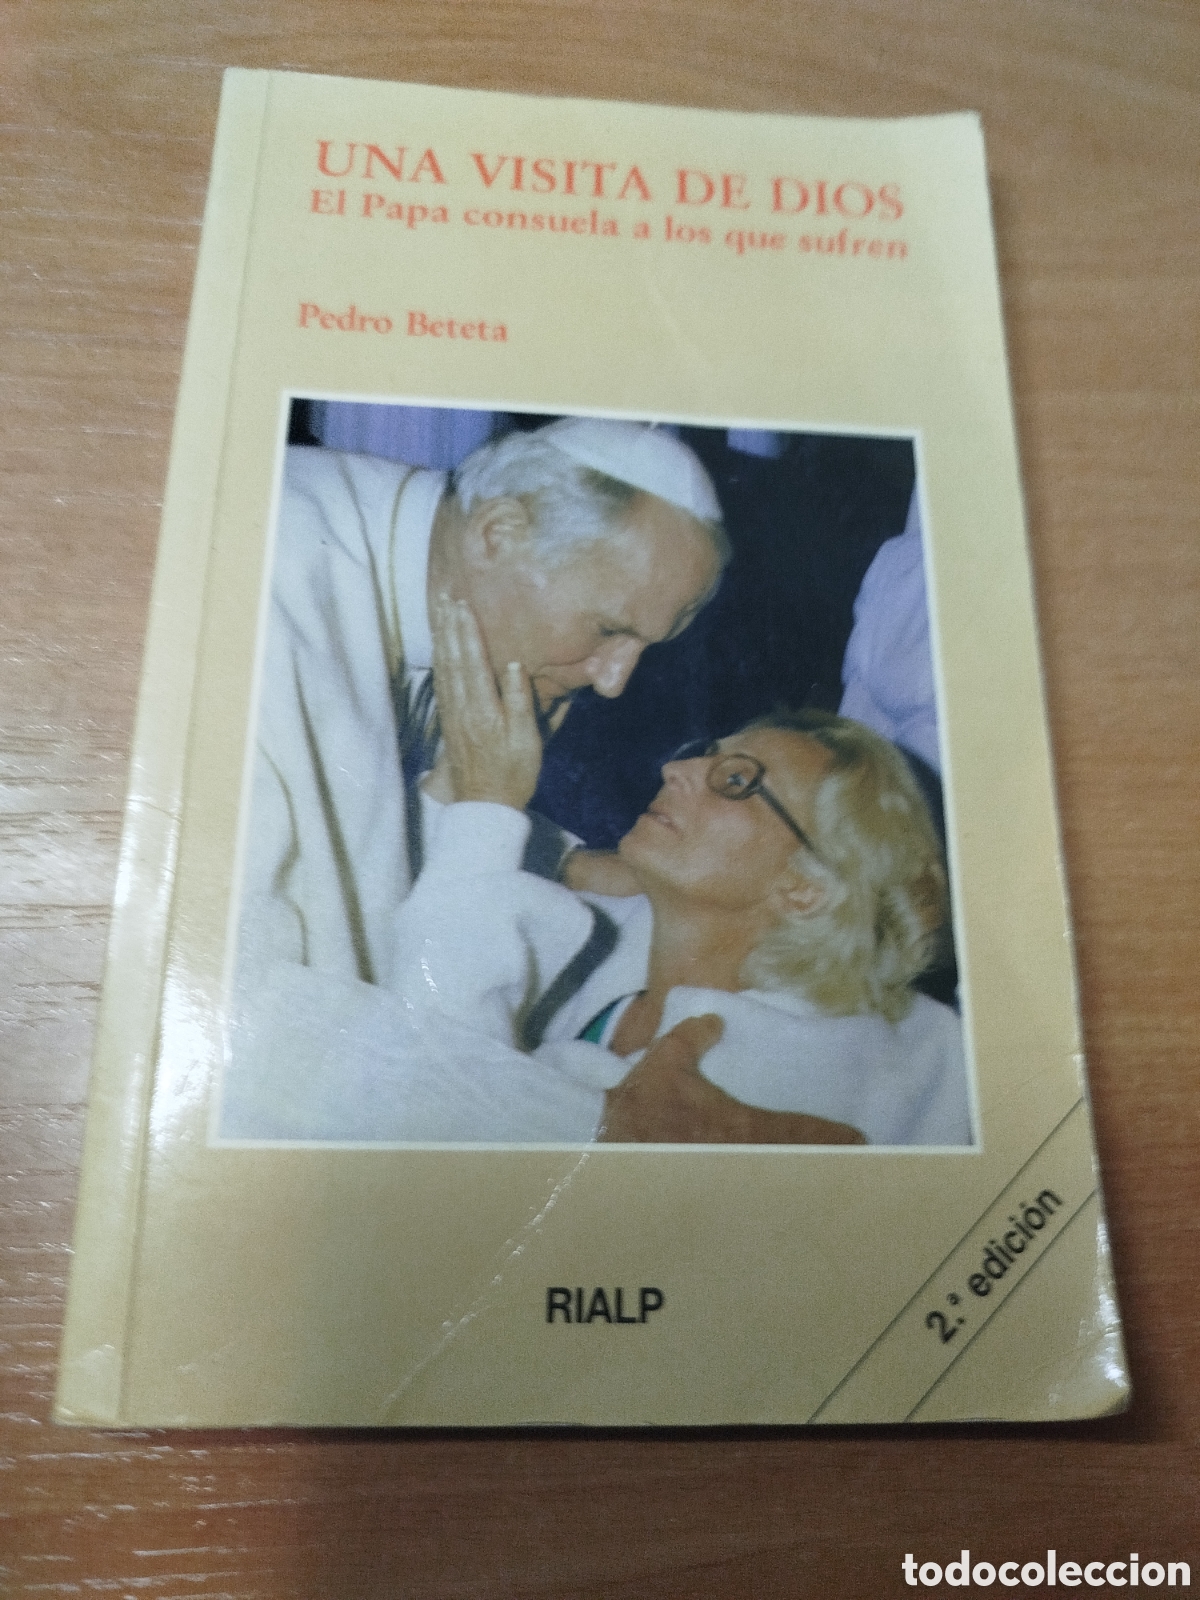 UNA VISITA DE DIOS
El Papa consuela a los que sufren
Pedro Beteta
RIALP
2.ª edición
todocoleccion